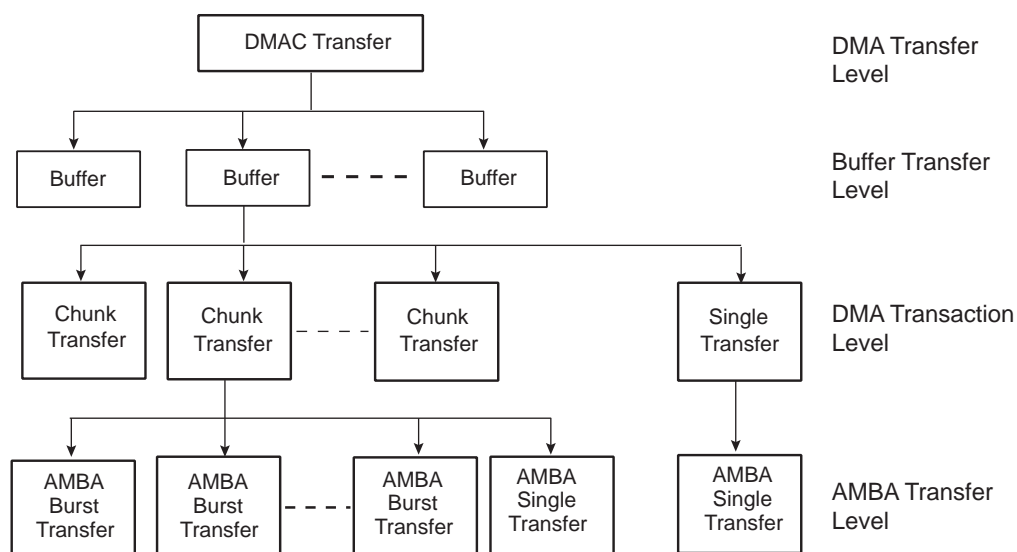 DMAC Transfer
DMA Transfer
Level
Buffer
Buffer
Buffer
Buffer Transfer
Level
Chunk
Transfer
Chunk
Transfer
Chunk
Transfer
Single
Transfer
DMA Transaction
Level
AMBA
Burst
Transfer
AMBA
Burst
Transfer
AMBA
Burst
Transfer
AMBA
Single
Transfer
AMBA
Single
Transfer
AMBA Transfer
Level